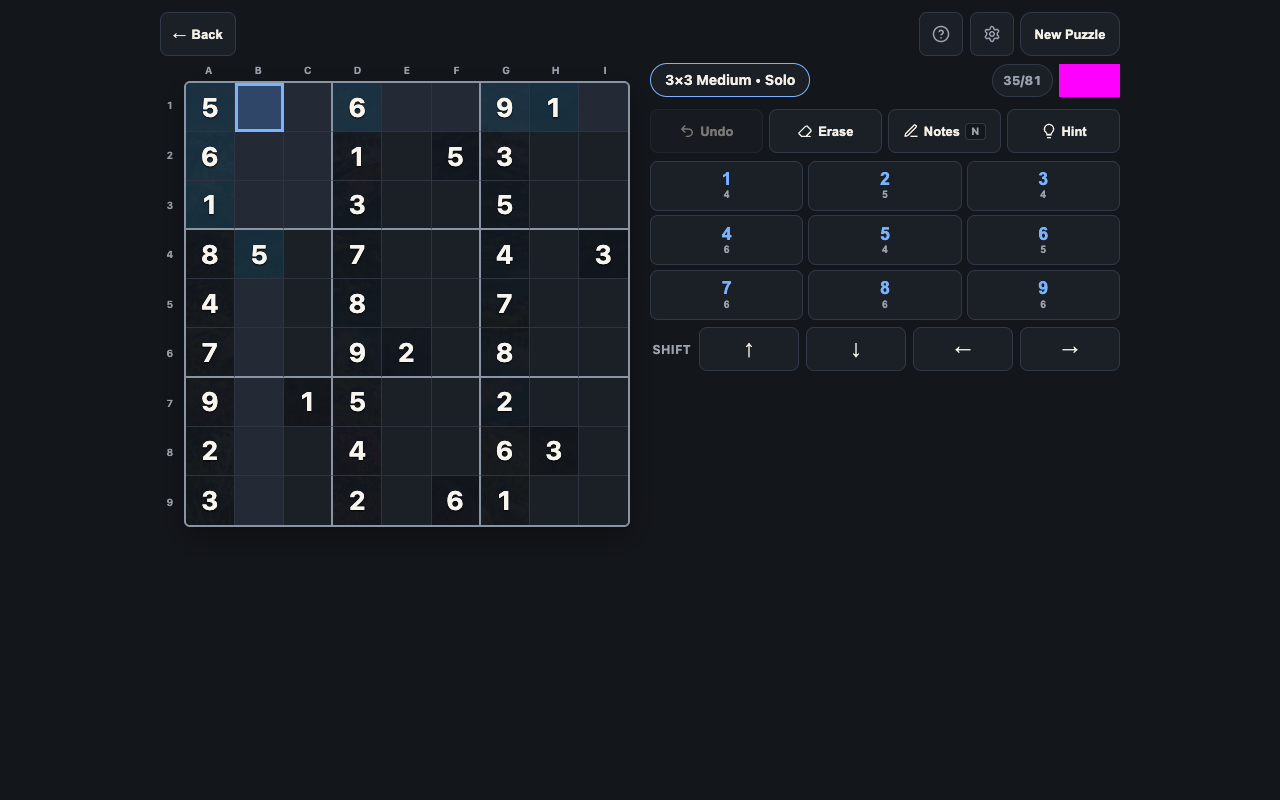 ← Back
New Puzzle
A B C D E F G H I
3×3 Medium • Solo
35/81
1 5 6 9 1
2 6 1 5 3
3 1 3 5
4 8 5 7 4 3
5 4 8 7
6 7 9 2 8
7 9 1 5 2
8 2 4 6 3
9 3 2 6 1
Undo
Erase
Notes N
Hint
1 2 3
4 5 4
4 5 6
6 4 5
7 8 9
6 6 6
SHIFT ↑ ↓ ← →